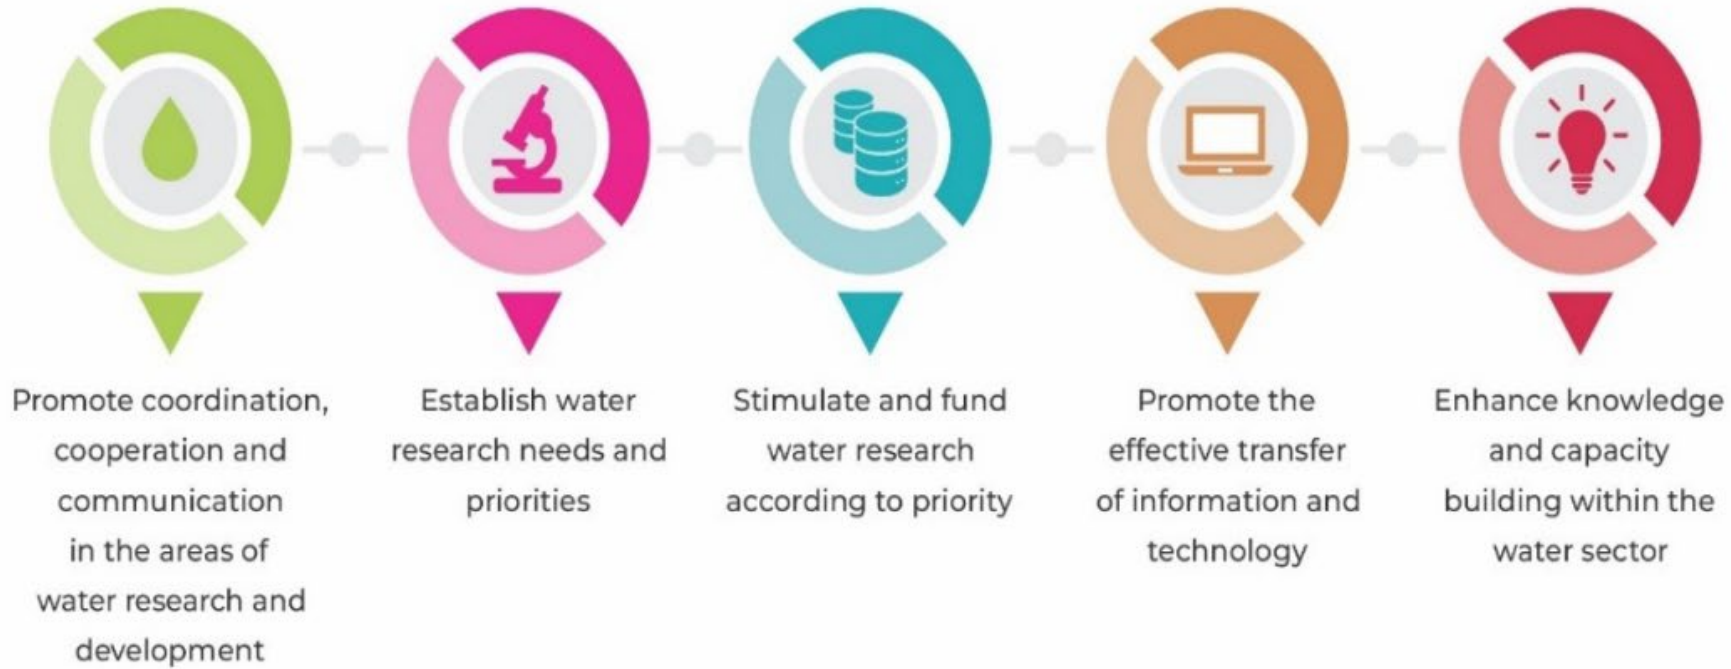 Promote coordination,
cooperation and
communication
in the areas of
water research and
development
Establish water
research needs and
priorities
Stimulate and fund
water research
according to priority
Promote the
effective transfer
of information and
technology
Enhance knowledge
and capacity
building within the
water sector